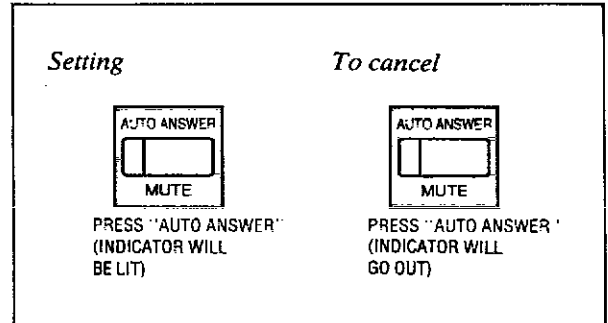 Setting
AUTO ANSWER
MUTE
PRESS "AUTO ANSWER"
(INDICATOR WILL
BE LIT)
To cancel
AUTO ANSWER
MUTE
PRESS "AUTO ANSWER '
(INDICATOR WILL
GO OUT)